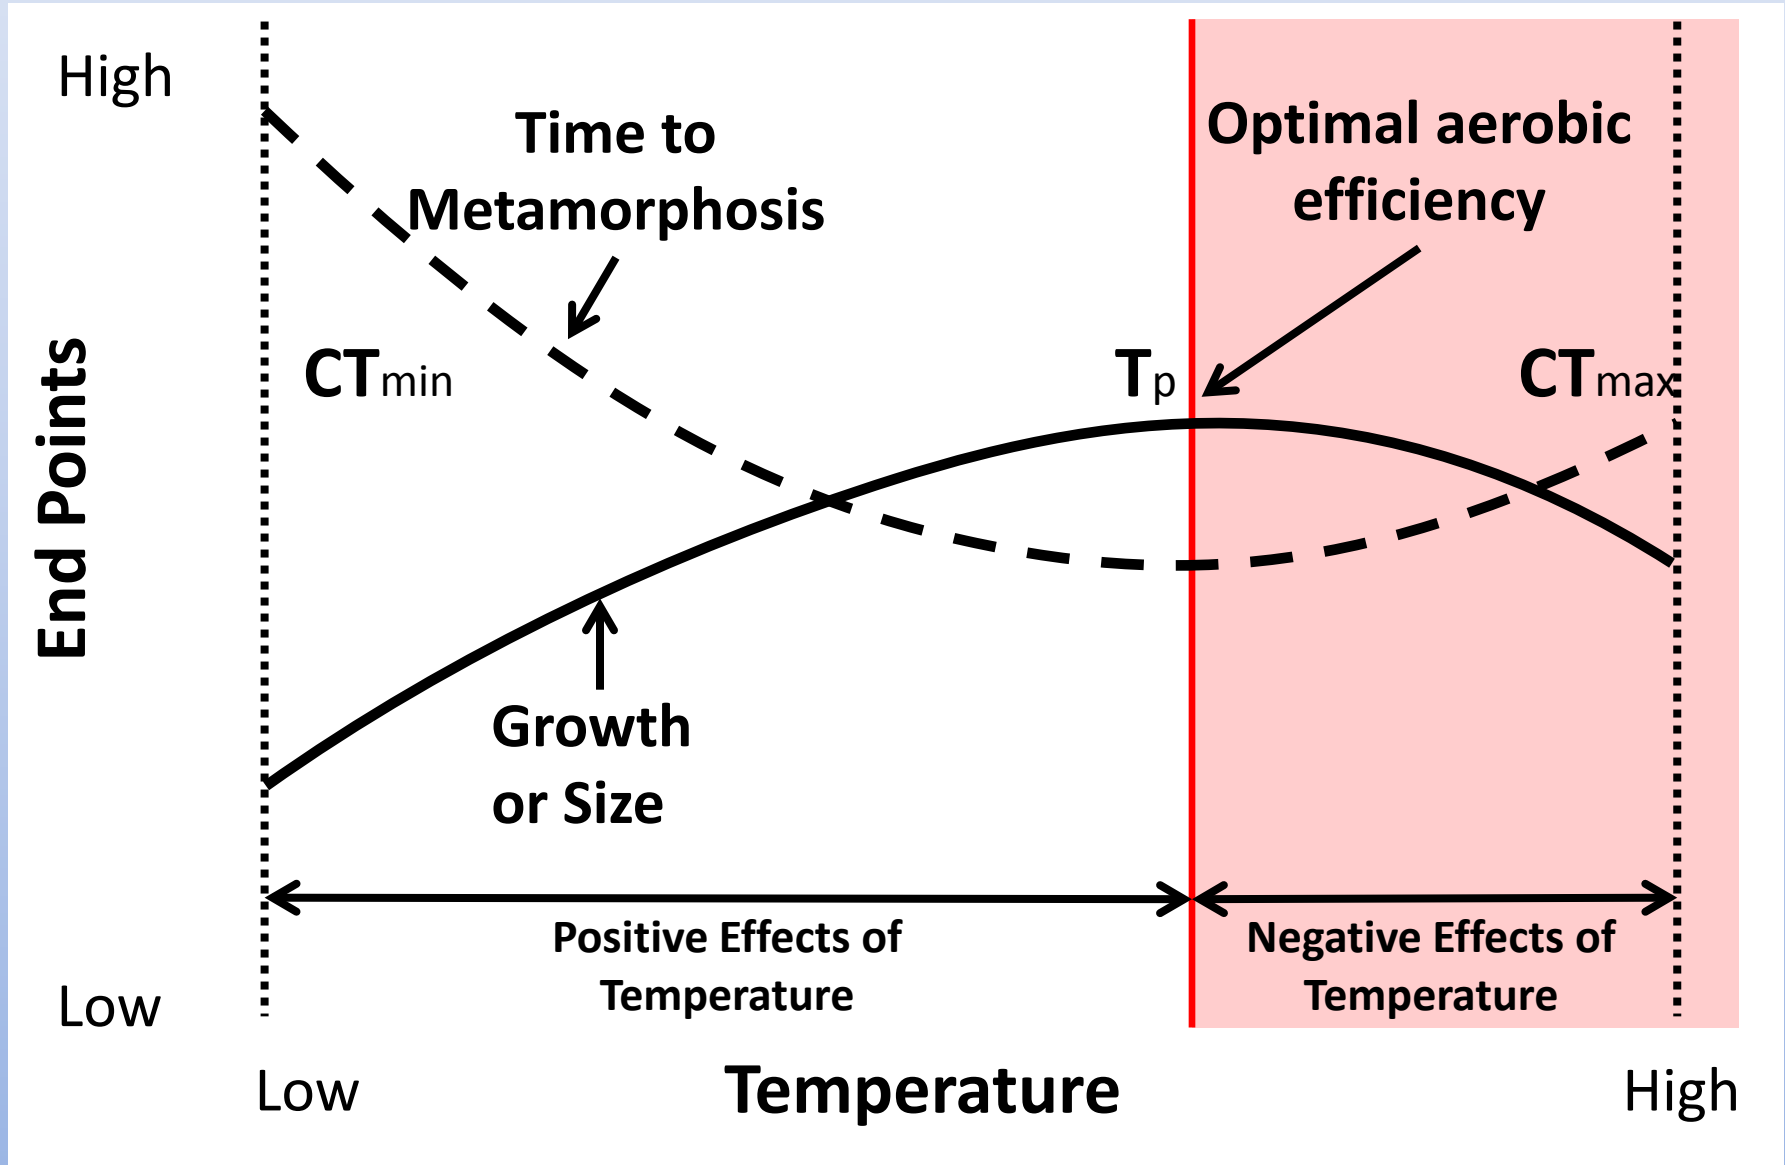 High
Time to
Metamorphosis
Optimal aerobic
efficiency
CTmin
Tp
CTmax
End Points
Growth
or Size
Positive Effects of
Temperature
Negative Effects of
Temperature
Low
Low
Temperature
High